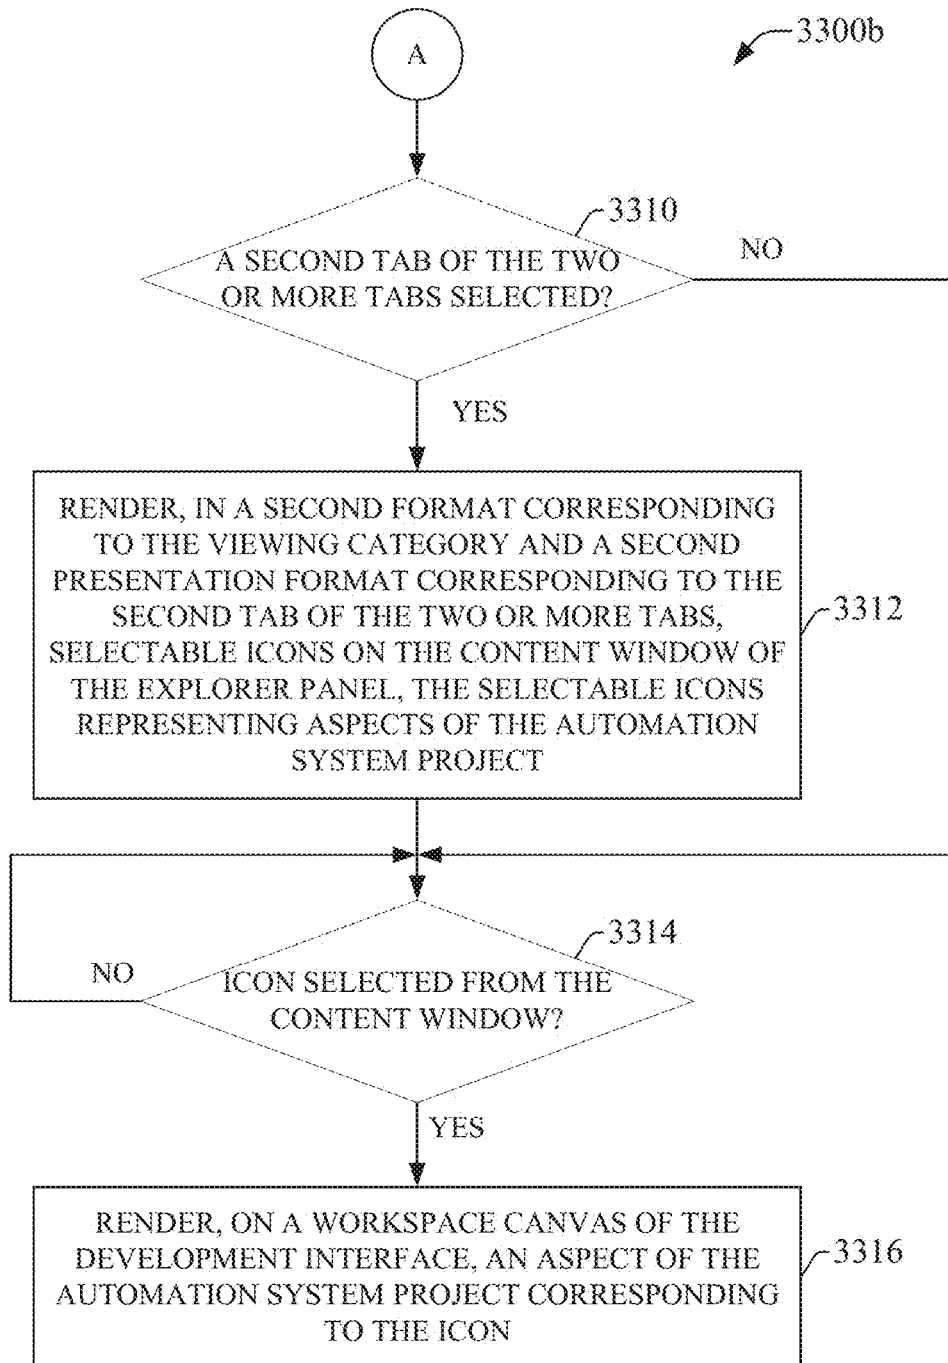 A
3300b
3310
A SECOND TAB OF THE TWO
OR MORE TABS SELECTED?
NO
YES
RENDER, IN A SECOND FORMAT CORRESPONDING
TO THE VIEWING CATEGORY AND A SECOND
PRESENTATION FORMAT CORRESPONDING TO THE
SECOND TAB OF THE TWO OR MORE TABS,
SELECTABLE ICONS ON THE CONTENT WINDOW OF
THE EXPLORER PANEL, THE SELECTABLE ICONS
REPRESENTING ASPECTS OF THE AUTOMATION
SYSTEM PROJECT
3312
3314
NO
ICON SELECTED FROM THE
CONTENT WINDOW?
YES
RENDER, ON A WORKSPACE CANVAS OF THE
DEVELOPMENT INTERFACE, AN ASPECT OF THE
AUTOMATION SYSTEM PROJECT CORRESPONDING
TO THE ICON
3316